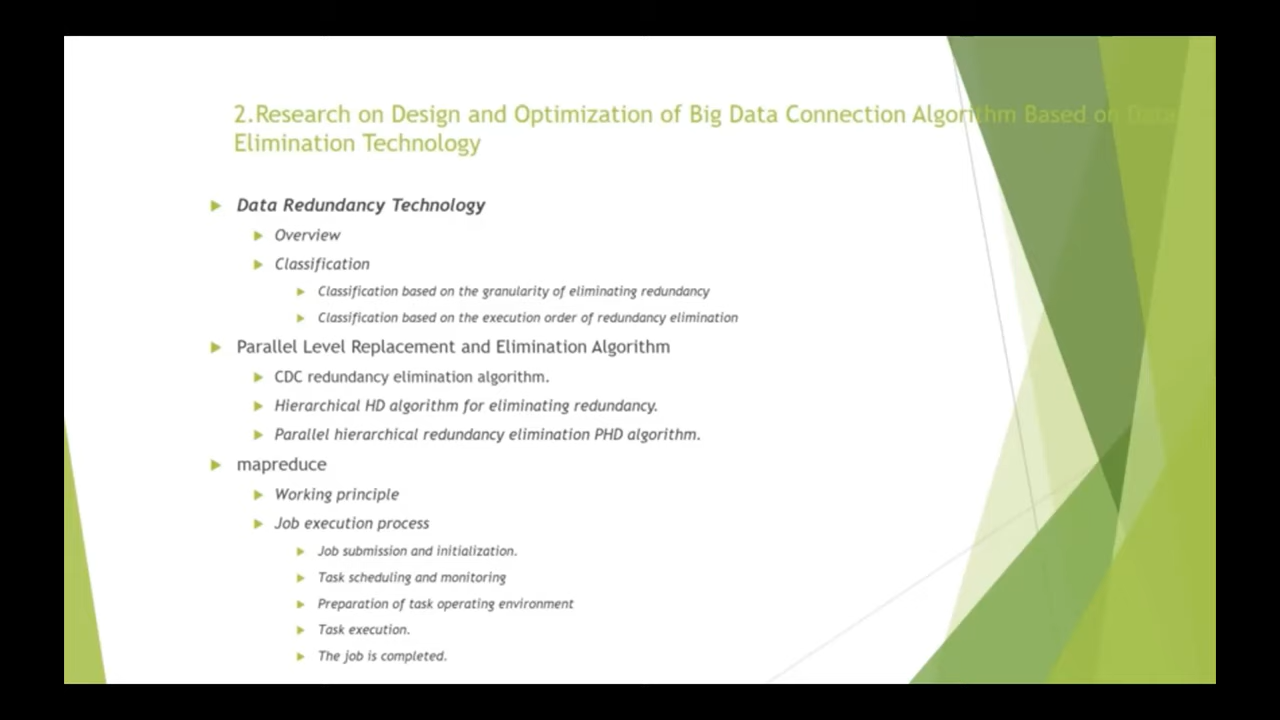 2.Research on Design and Optimization of Big Data Connection Algorithm Based on Data
Elimination Technology
Data Redundancy Technology
Overview
Classification
Classification based on the granularity of eliminating redundancy
Classification based on the execution order of redundancy elimination
Parallel Level Replacement and Elimination Algorithm
CDC redundancy elimination algorithm.
Hierarchical HD algorithm for eliminating redundancy.
Parallel hierarchical redundancy elimination PHD algorithm.
mapreduce
Working principle
Job execution process
Job submission and initialization.
Task scheduling and monitoring
Preparation of task operating environment
Task execution.
The job is completed.